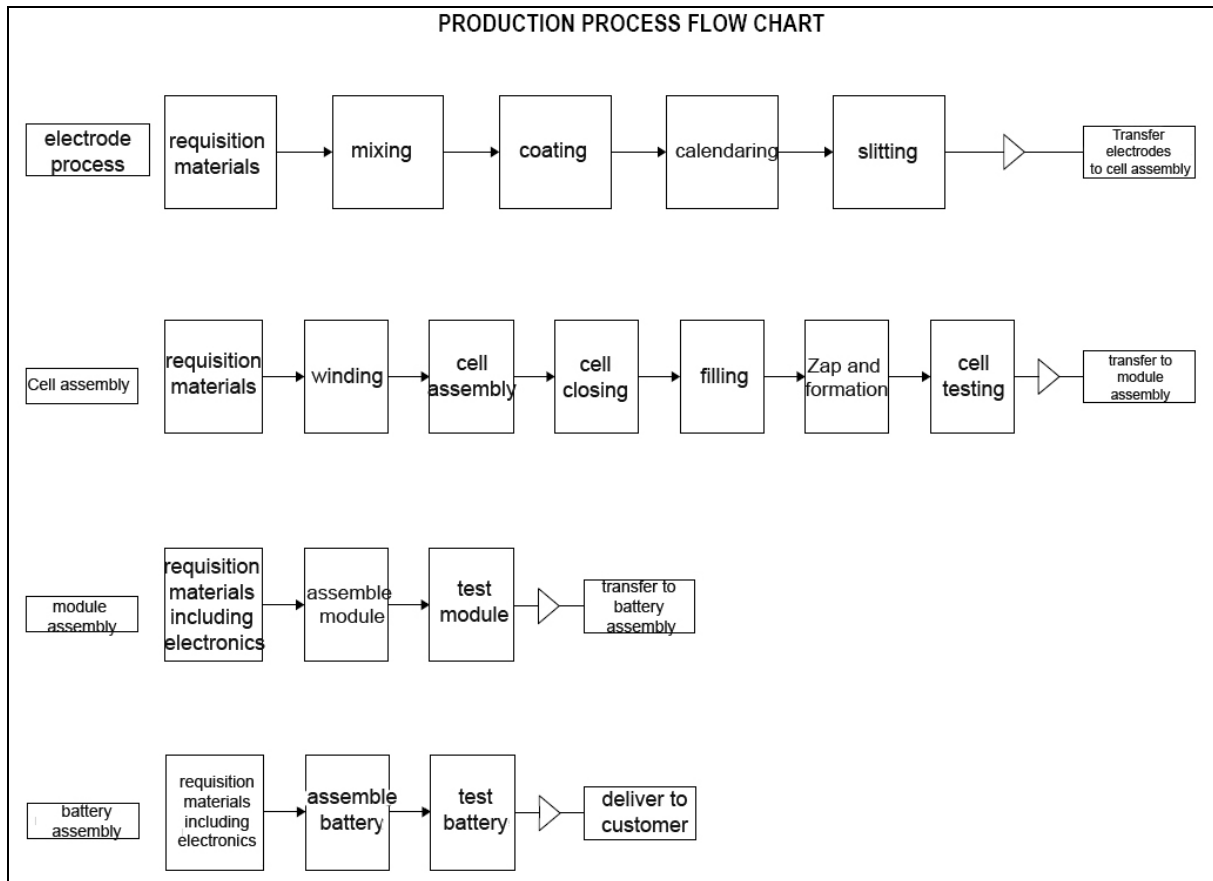 PRODUCTION PROCESS FLOW CHART
electrode
process
requisition
materials
mixing
coating
calendaring
slitting
Transfer
electrodes
to cell assembly
Cell assembly
requisition
materials
winding
cell
assembly
cell
closing
filling
Zap and
formation
cell
testing
transfer to
module
assembly
module
assembly
requisition
materials
including
electronics
assemble
module
test
module
transfer to
battery
assembly
battery
assembly
requisition
materials
including
electronics
assemble
battery
test
battery
deliver to
customer